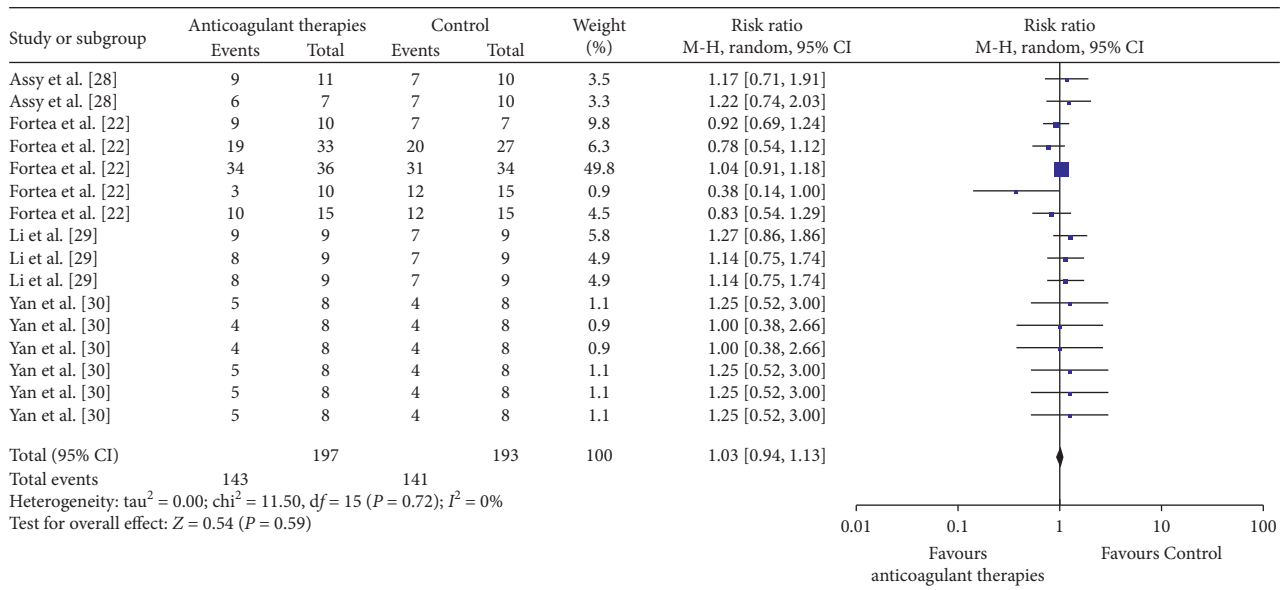 Study or subgroup Anticoagulant therapies Control Weight (%) Risk ratio M-H, random, 95% CI Risk ratio M-H, random, 95% CI
Events Total Events Total
Assy et al. [28] 9 11 7 10 3.5 1.17 [0.71, 1.91]
Assy et al. [28] 6 7 7 10 3.3 1.22 [0.74, 2.03]
Fortea et al. [22] 9 10 7 7 9.8 0.92 [0.69, 1.24]
Fortea et al. [22] 19 33 20 27 6.3 0.78 [0.54, 1.12]
Fortea et al. [22] 34 36 31 34 49.8 1.04 [0.91, 1.18]
Fortea et al. [22] 3 10 12 15 0.9 0.38 [0.14, 1.00]
Fortea et al. [22] 10 15 12 15 4.5 0.83 [0.54, 1.29]
Li et al. [29] 9 9 7 9 5.8 1.27 [0.86, 1.86]
Li et al. [29] 8 9 7 9 4.9 1.14 [0.75, 1.74]
Li et al. [29] 8 9 7 9 4.9 1.14 [0.75, 1.74]
Yan et al. [30] 5 8 4 8 1.1 1.25 [0.52, 3.00]
Yan et al. [30] 4 8 4 8 0.9 1.00 [0.38, 2.66]
Yan et al. [30] 4 8 4 8 0.9 1.00 [0.38, 2.66]
Yan et al. [30] 5 8 4 8 1.1 1.25 [0.52, 3.00]
Yan et al. [30] 5 8 4 8 1.1 1.25 [0.52, 3.00]
Yan et al. [30] 5 8 4 8 1.1 1.25 [0.52, 3.00]
Total (95% CI) 197 193 100 1.03 [0.94, 1.13]
Total events 143 141
Heterogeneity: tau² = 0.00; chi² = 11.50, df = 15 (P = 0.72); I² = 0%
Test for overall effect: Z = 0.54 (P = 0.59)
0.01 0.1 1 10 100
Favours anticoagulant therapies Favours Control